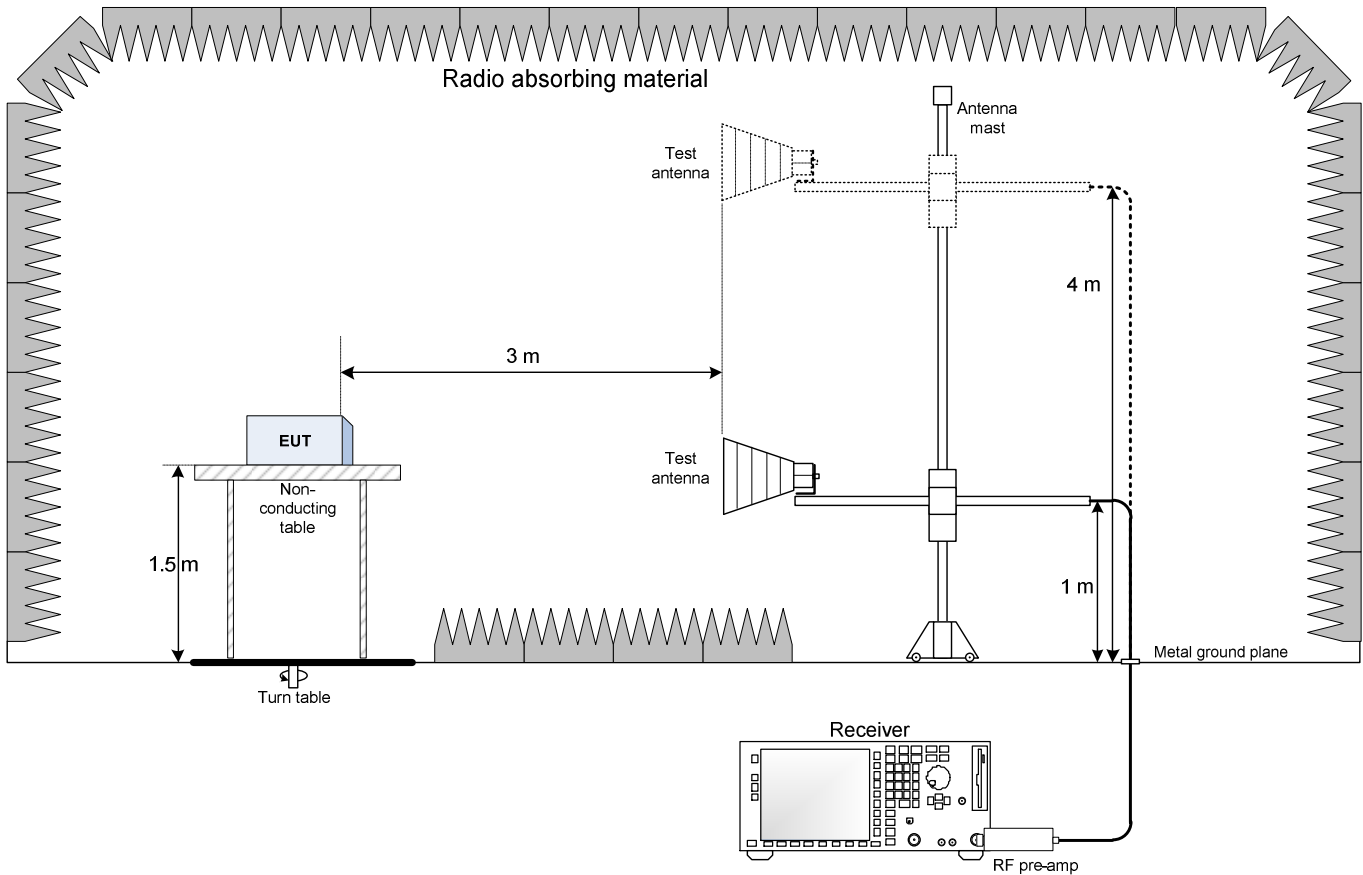 Radio absorbing material
Antenna
mast
Test
antenna
4 m
3 m
EUT
Test
antenna
Non-
conducting
table
1.5 m
1 m
Metal ground plane
Turn table
Receiver
RF pre-amp